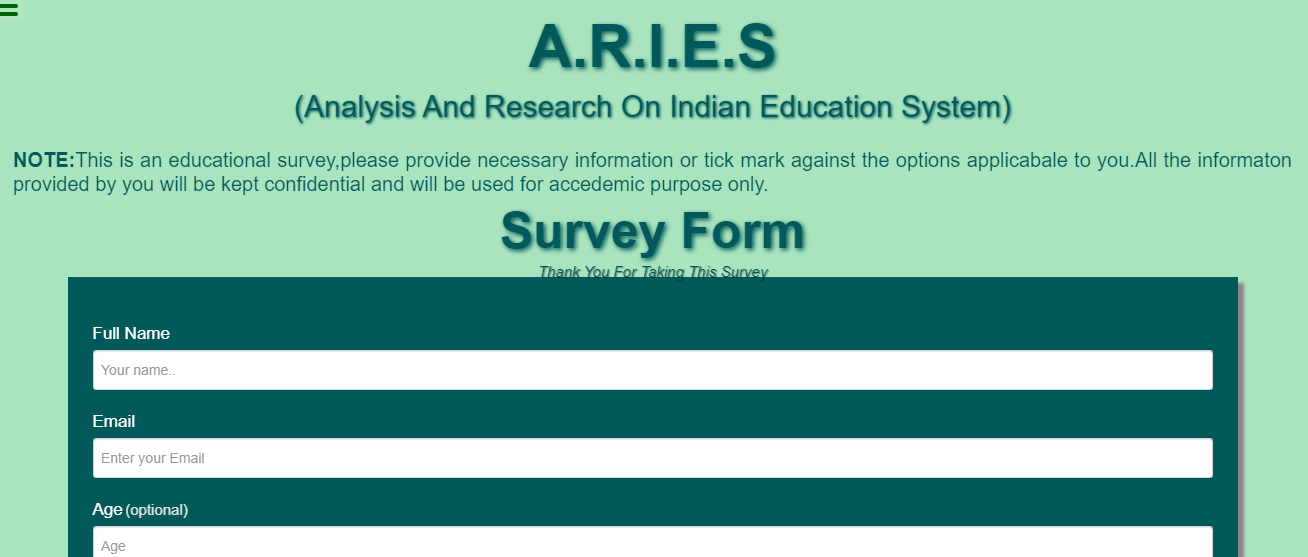 A.R.I.E.S
(Analysis And Research On Indian Education System)
NOTE:This is an educational survey,please provide necessary information or tick mark against the options applicabale to you.All the informaton
provided by you will be kept confidential and will be used for accedemic purpose only.
Survey Form
Thank You For Taking This Survey
Full Name
Your name..
Email
Enter your Email
Age (optional)
Age